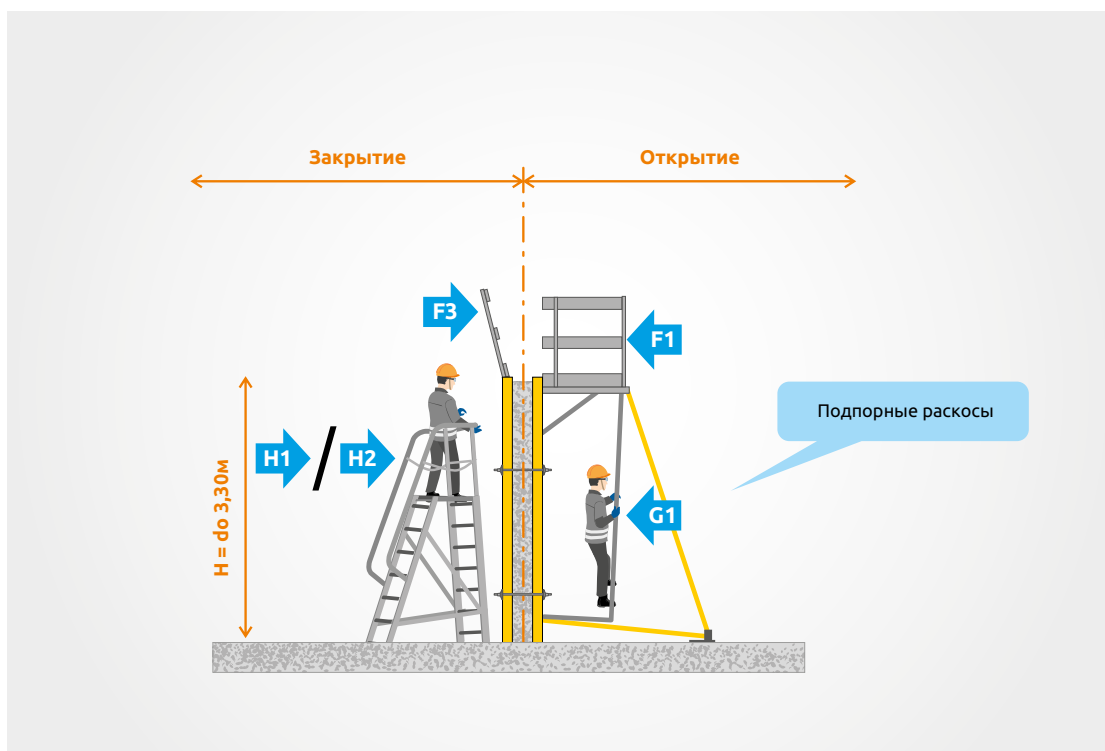 Закрытие
Открытие
F3
F1
Подпорные раскосы
H1 / H2
G1
H = do 3,30м